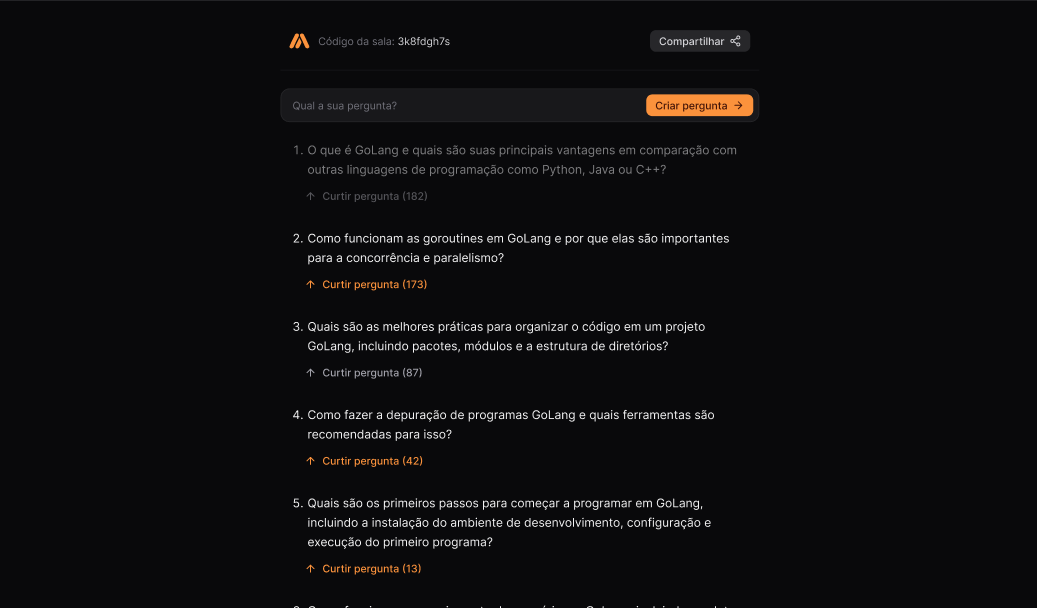 Código da sala: 3k8fdgh7s
Compartilhar
Qual a sua pergunta?
Criar pergunta
1. O que é GoLang e quais são suas principais vantagens em comparação com
outras linguagens de programação como Python, Java ou C++?
Curtir pergunta (182)
2. Como funcionam as goroutines em GoLang e por que elas são importantes
para a concorrência e paralelismo?
Curtir pergunta (173)
3. Quais são as melhores práticas para organizar o código em um projeto
GoLang, incluindo pacotes, módulos e a estrutura de diretórios?
Curtir pergunta (87)
4. Como fazer a depuração de programas GoLang e quais ferramentas são
recomendadas para isso?
Curtir pergunta (42)
5. Quais são os primeiros passos para começar a programar em GoLang,
incluindo a instalação do ambiente de desenvolvimento, configuração e
execução do primeiro programa?
Curtir pergunta (13)